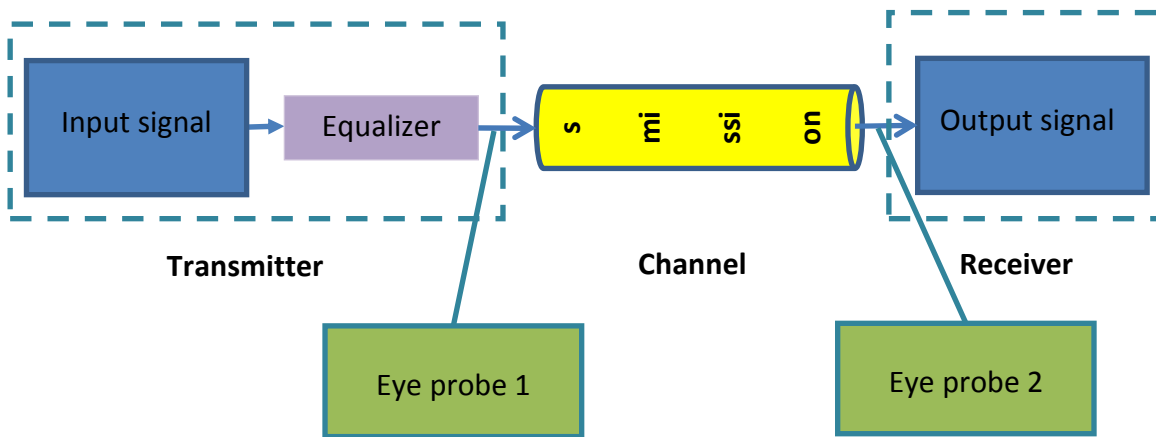 Input signal
Equalizer
s
mi
ssi
on
Output signal
Transmitter
Channel
Receiver
Eye probe 1
Eye probe 2